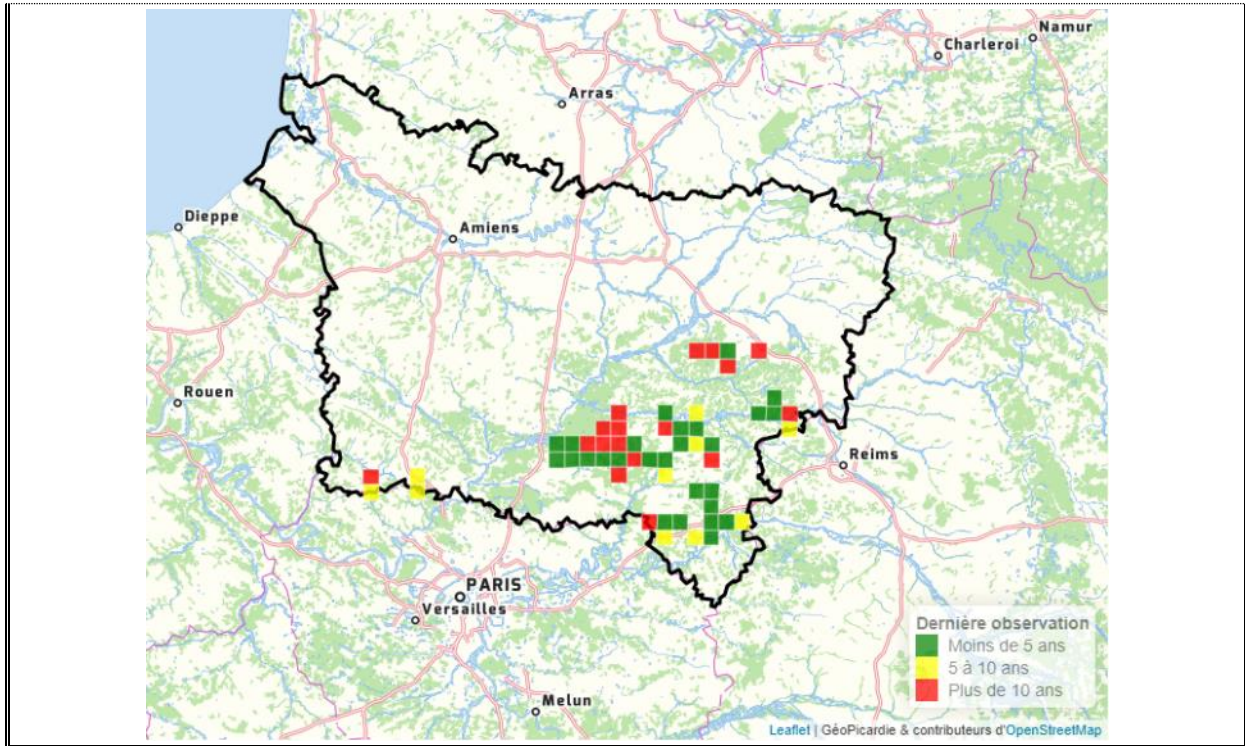 Namur
Charleroi
Arras
Dieppe
Amiens
Rouen
Reims
PARIS
Versailles
Dernière observation
Moins de 5 ans
5 à 10 ans
Plus de 10 ans
Melun
Leaflet | GéoPicardie & contributeurs d'OpenStreetMap